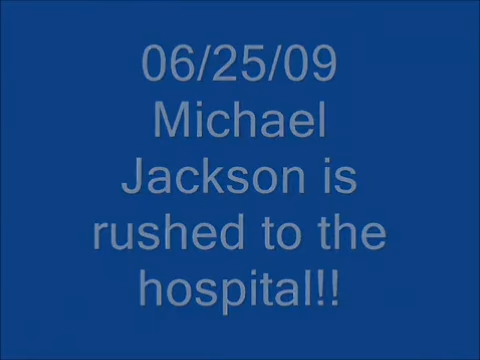 06/25/09
Michael
Jackson is
rushed to the
hospital!!